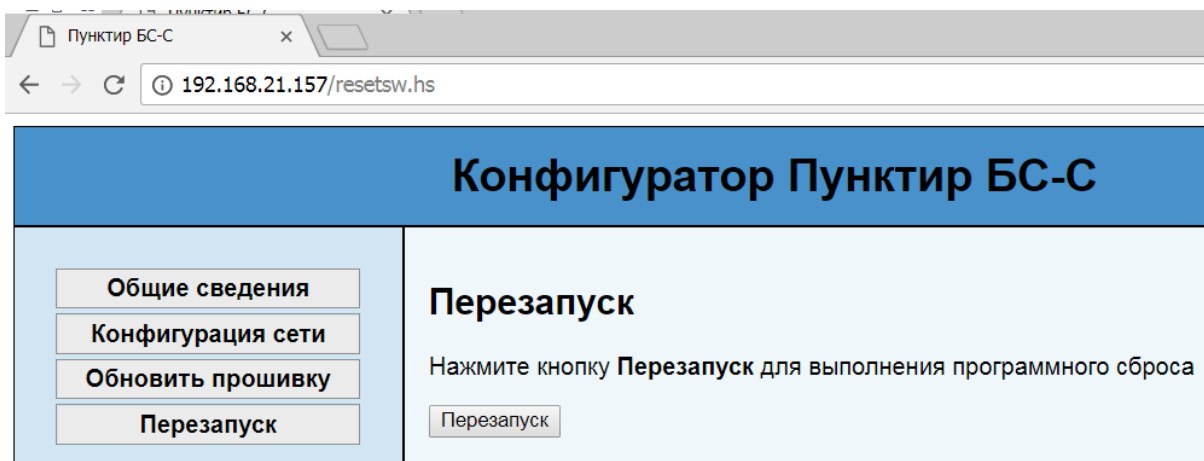 Пунктир БС-С
192.168.21.157/resetsw.hs
Конфигуратор Пунктир БС-С
Общие сведения
Конфигурация сети
Обновить прошивку
Перезапуск
Перезапуск
Нажмите кнопку Перезапуск для выполнения программного сброса
Перезапуск